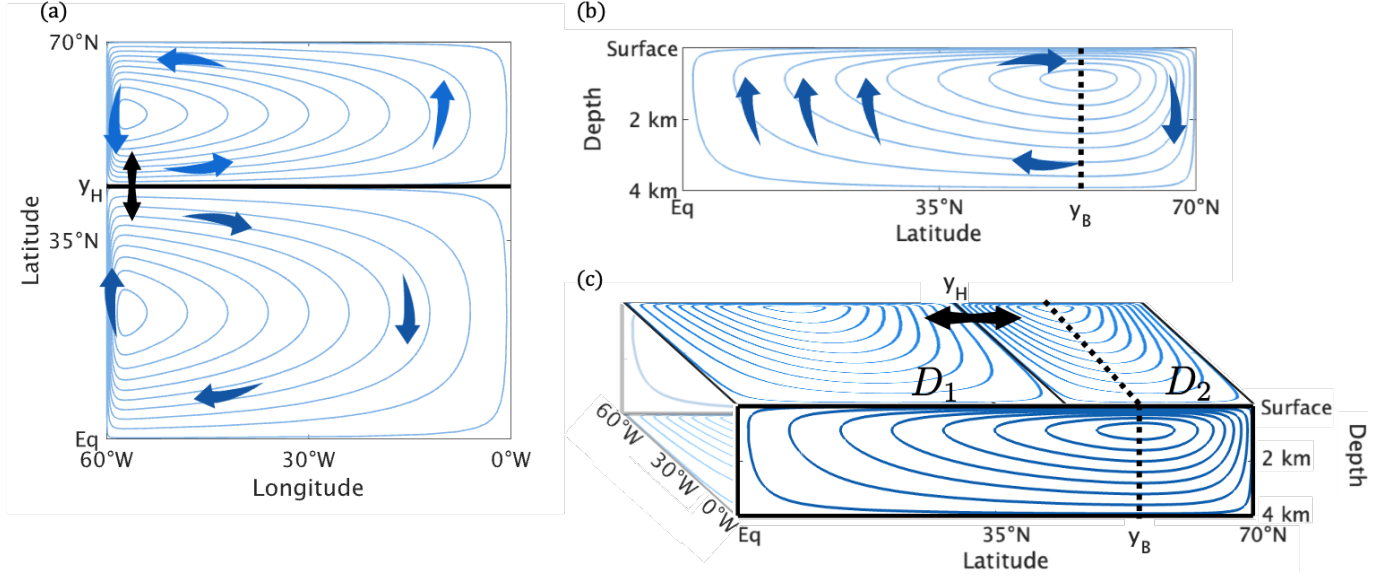 (a)
70°N
y_H
35°N
Eq
Latitude
60°W
30°W
0°W
Longitude
(b)
Surface
2 km
4 km
Depth
Eq
35°N
y_B
70°N
Latitude
(c)
y_H
D_1
D_2
60°W
30°W
0°W
Surface
2 km
4 km
Depth
Eq
35°N
y_B
70°N
Latitude